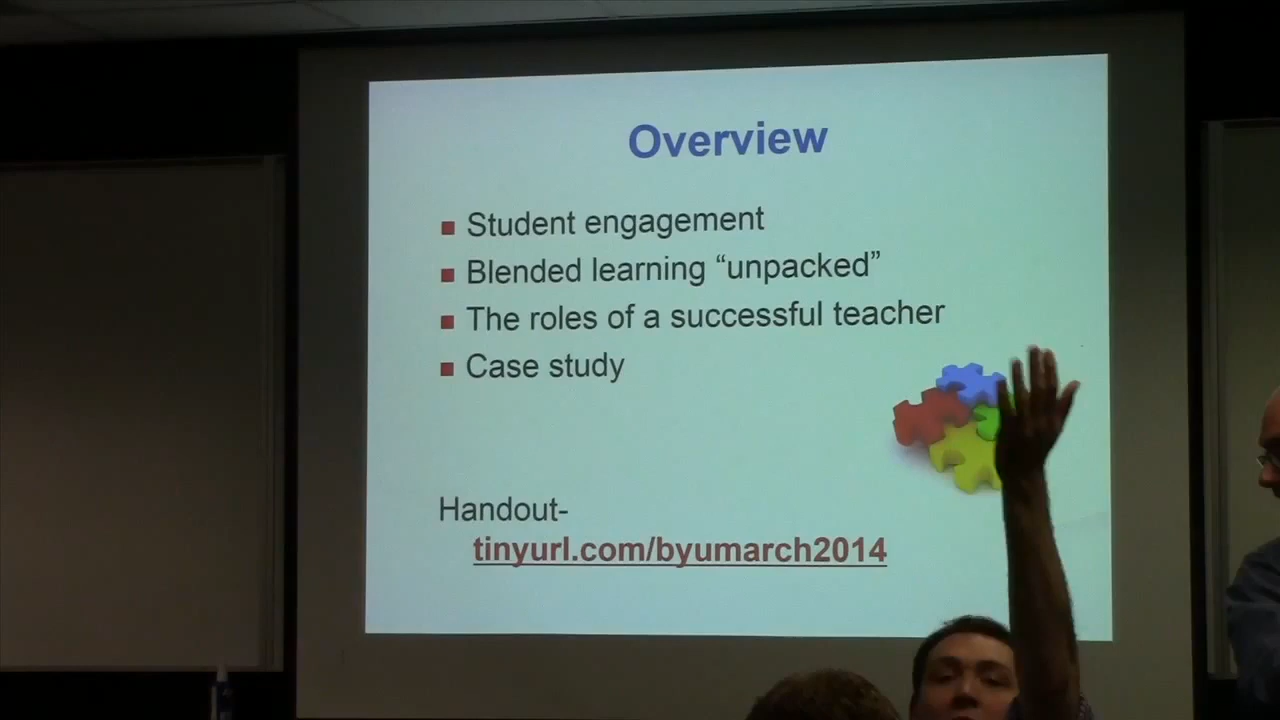 Overview
Student engagement
Blended learning “unpacked”
The roles of a successful teacher
Case study
Handout-
tinyurl.com/byumarch2014